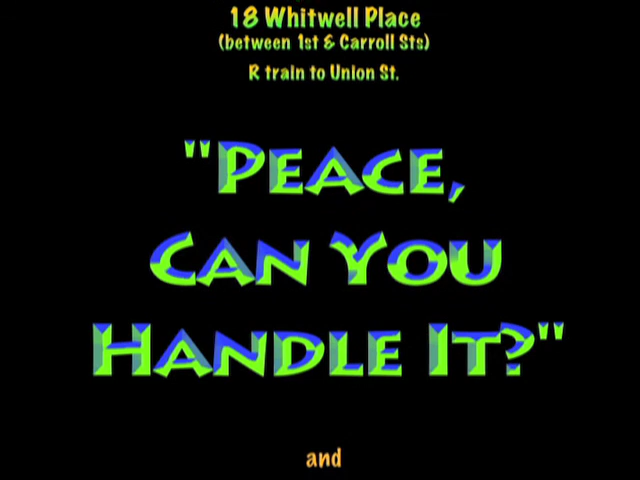 18 Whitwell Place
(between 1st & Carroll Sts)
R train to Union St.
"Peace,
Can You
Handle It?"
and